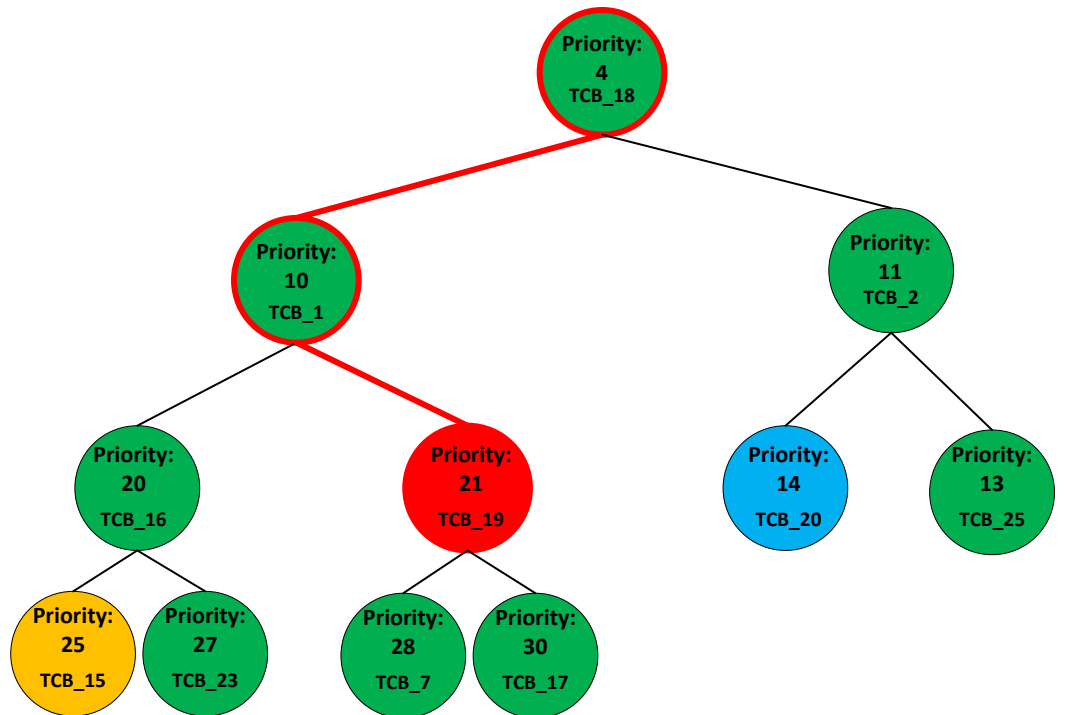 Priority:
4
TCB_18
Priority:
10
TCB_1
Priority:
11
TCB_2
Priority:
20
TCB_16
Priority:
21
TCB_19
Priority:
14
TCB_20
Priority:
13
TCB_25
Priority:
25
TCB_15
Priority:
27
TCB_23
Priority:
28
TCB_7
Priority:
30
TCB_17